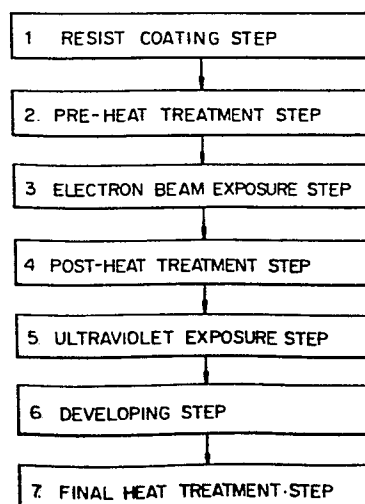 1 RESIST COATING STEP
2. PRE-HEAT TREATMENT STEP
3 ELECTRON BEAM EXPOSURE STEP
4 POST-HEAT TREATMENT STEP
5. ULTRAVIOLET EXPOSURE STEP
6. DEVELOPING STEP
7. FINAL HEAT TREATMENT·STEP